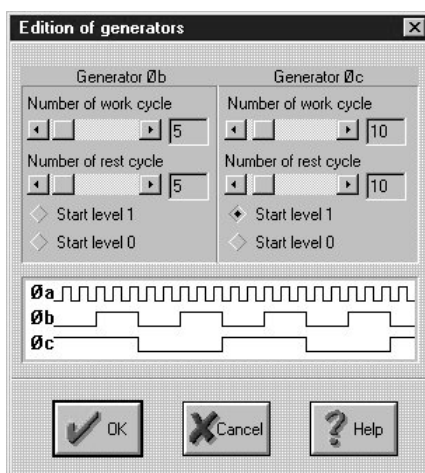 Edition of generators
Generator Øb
Generator Øc
Number of work cycle
Number of work cycle
5
10
Number of rest cycle
Number of rest cycle
5
10
Start level 1
Start level 1
Start level 0
Start level 0
Øa
Øb
Øc
OK
Cancel
Help